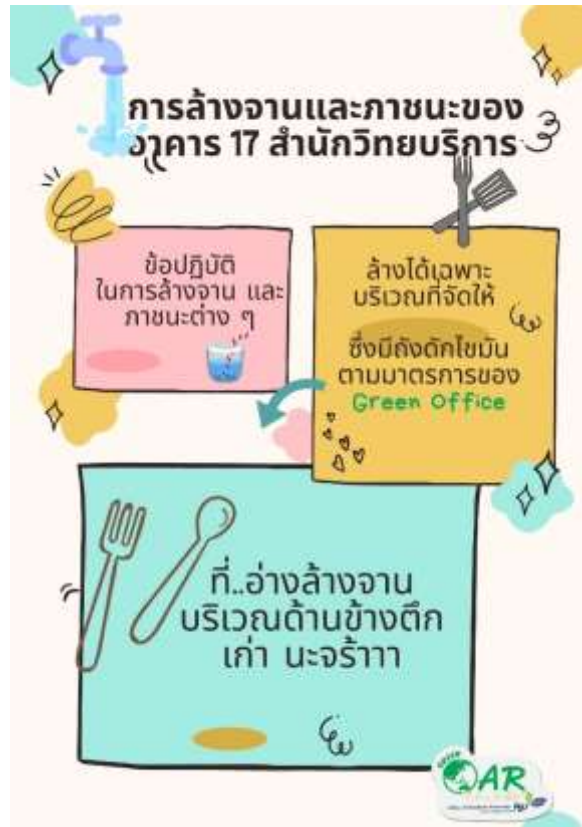 การล้างจานและภาชนะของ
อาคาร 17 สำนักวิทยบริการ
ข้อปฏิบัติ
ในการล้างจาน และ
ภาชนะต่าง ๆ
ล้างได้เฉพาะ
บริเวณที่จัดให้
ซึ่งมีถังดักไขมัน
ตามมาตรการของ
Green Office
ที่..อ่างล้างจาน
บริเวณด้านข้างตึก
เก่า นะจร้าาา
GREEN
OAR